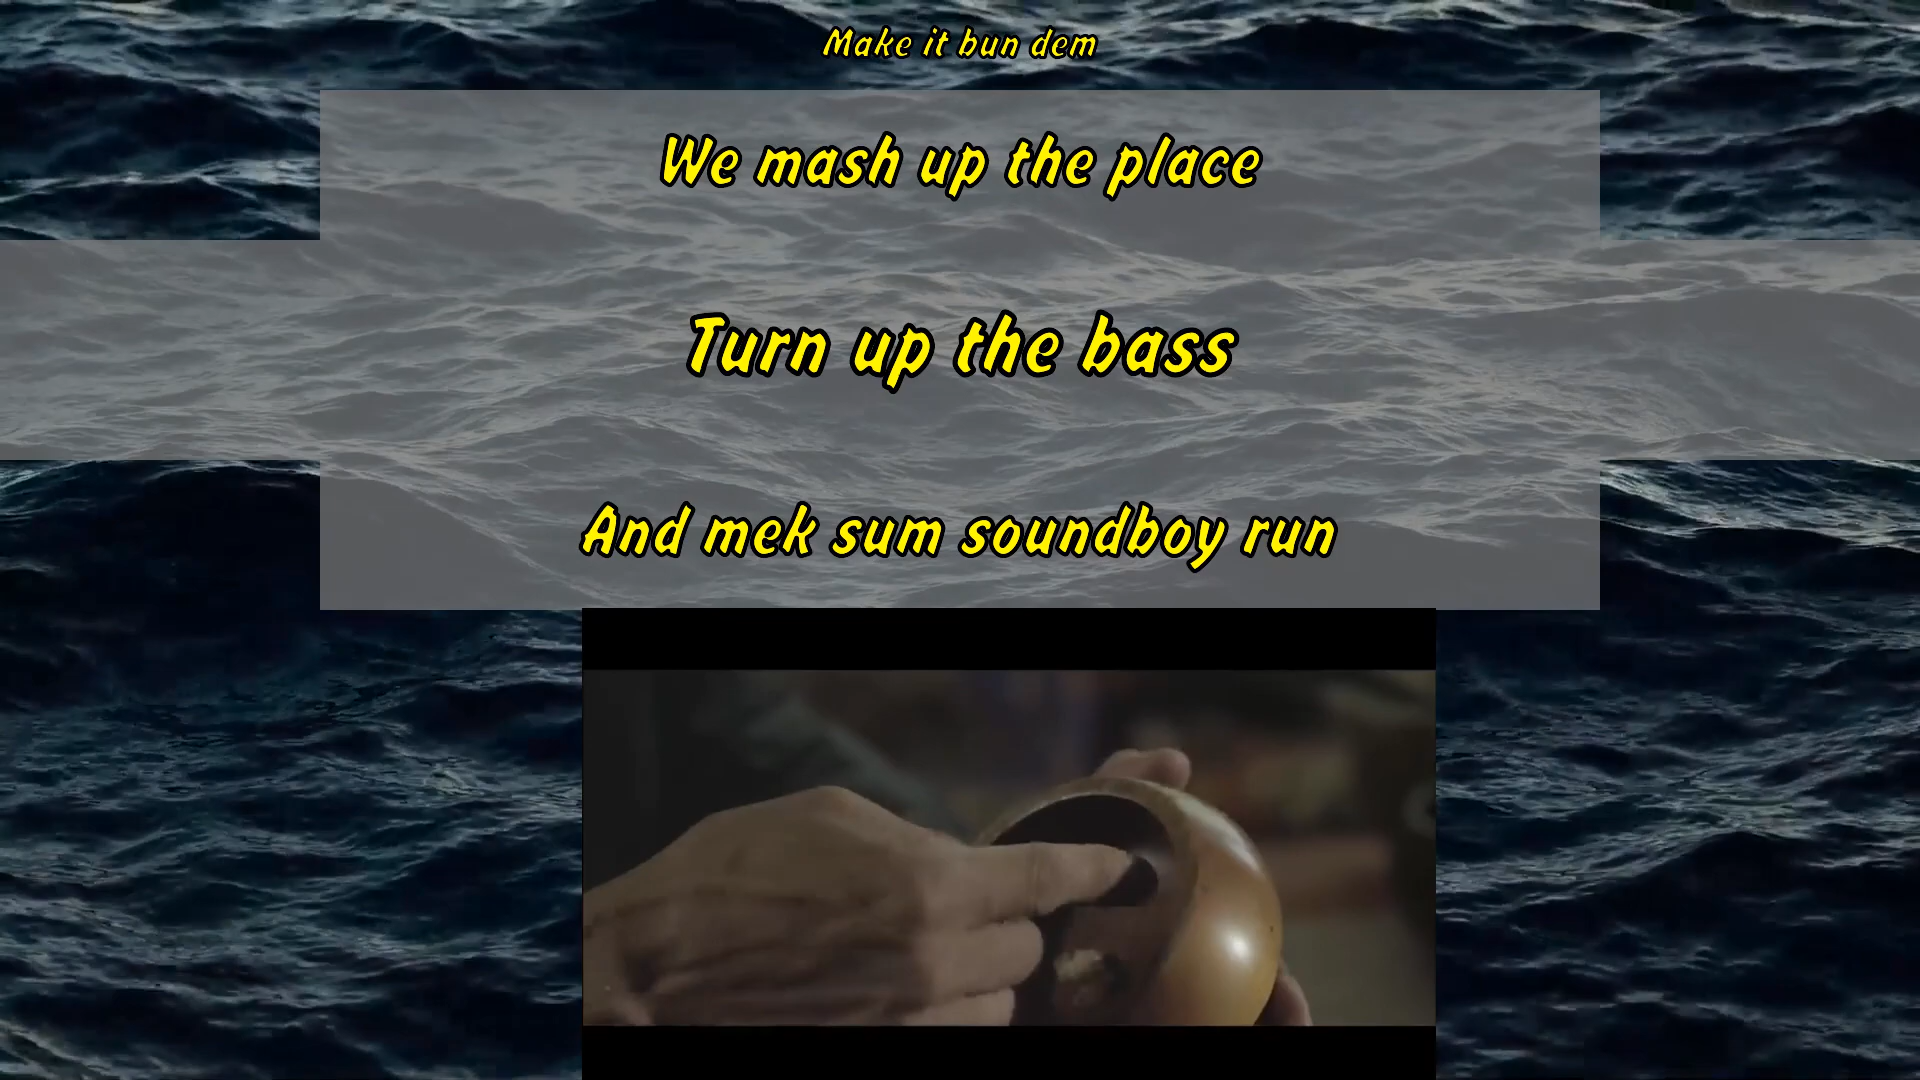 Make it bun dem
We mash up the place
Turn up the bass
And mek sum soundboy run